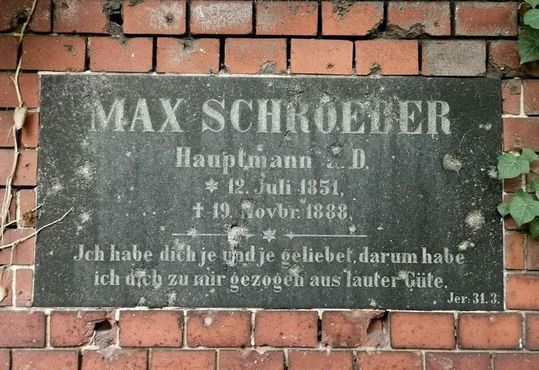 MAX SCHROEDER
Hauptmann a. D.
✶ 12. Juli 1851.
✝ 19. Novbr. 1888.
Ich habe dich je und je geliebet, darum habe
ich dich zu mir gezogen aus lauter Güte.
Jer. 31. 3.